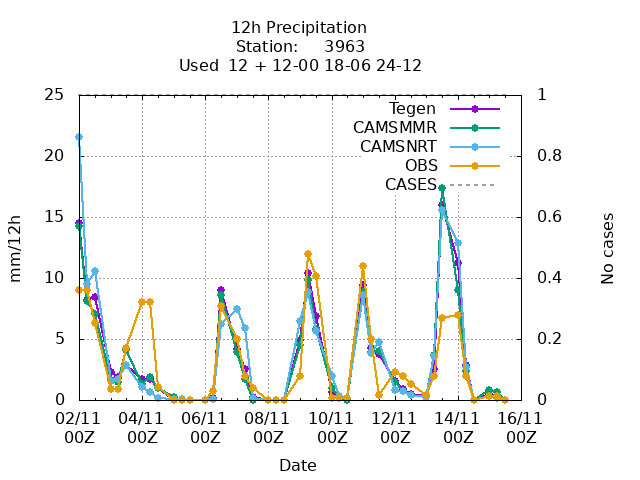 12h Precipitation
Station: 3963
Used 12 + 12-00 18-06 24-12
25 1
Tegen
CAMSMMR
20 CAMSNRT 0.8
OBS
CASES
15 0.6
mm/12h
No cases
10 0.4
5 0.2
0 0
02/11 04/11 06/11 08/11 10/11 12/11 14/11 16/11
00Z 00Z 00Z 00Z 00Z 00Z 00Z 00Z
Date